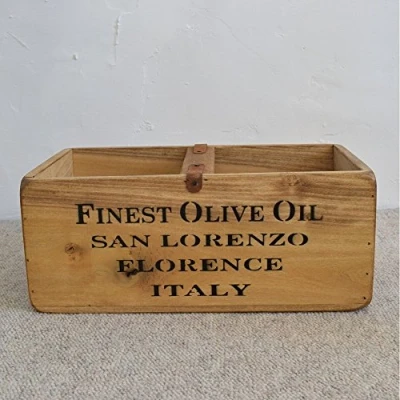 FINEST OLIVE OIL
SAN LORENZO
FLORENCE
ITALY